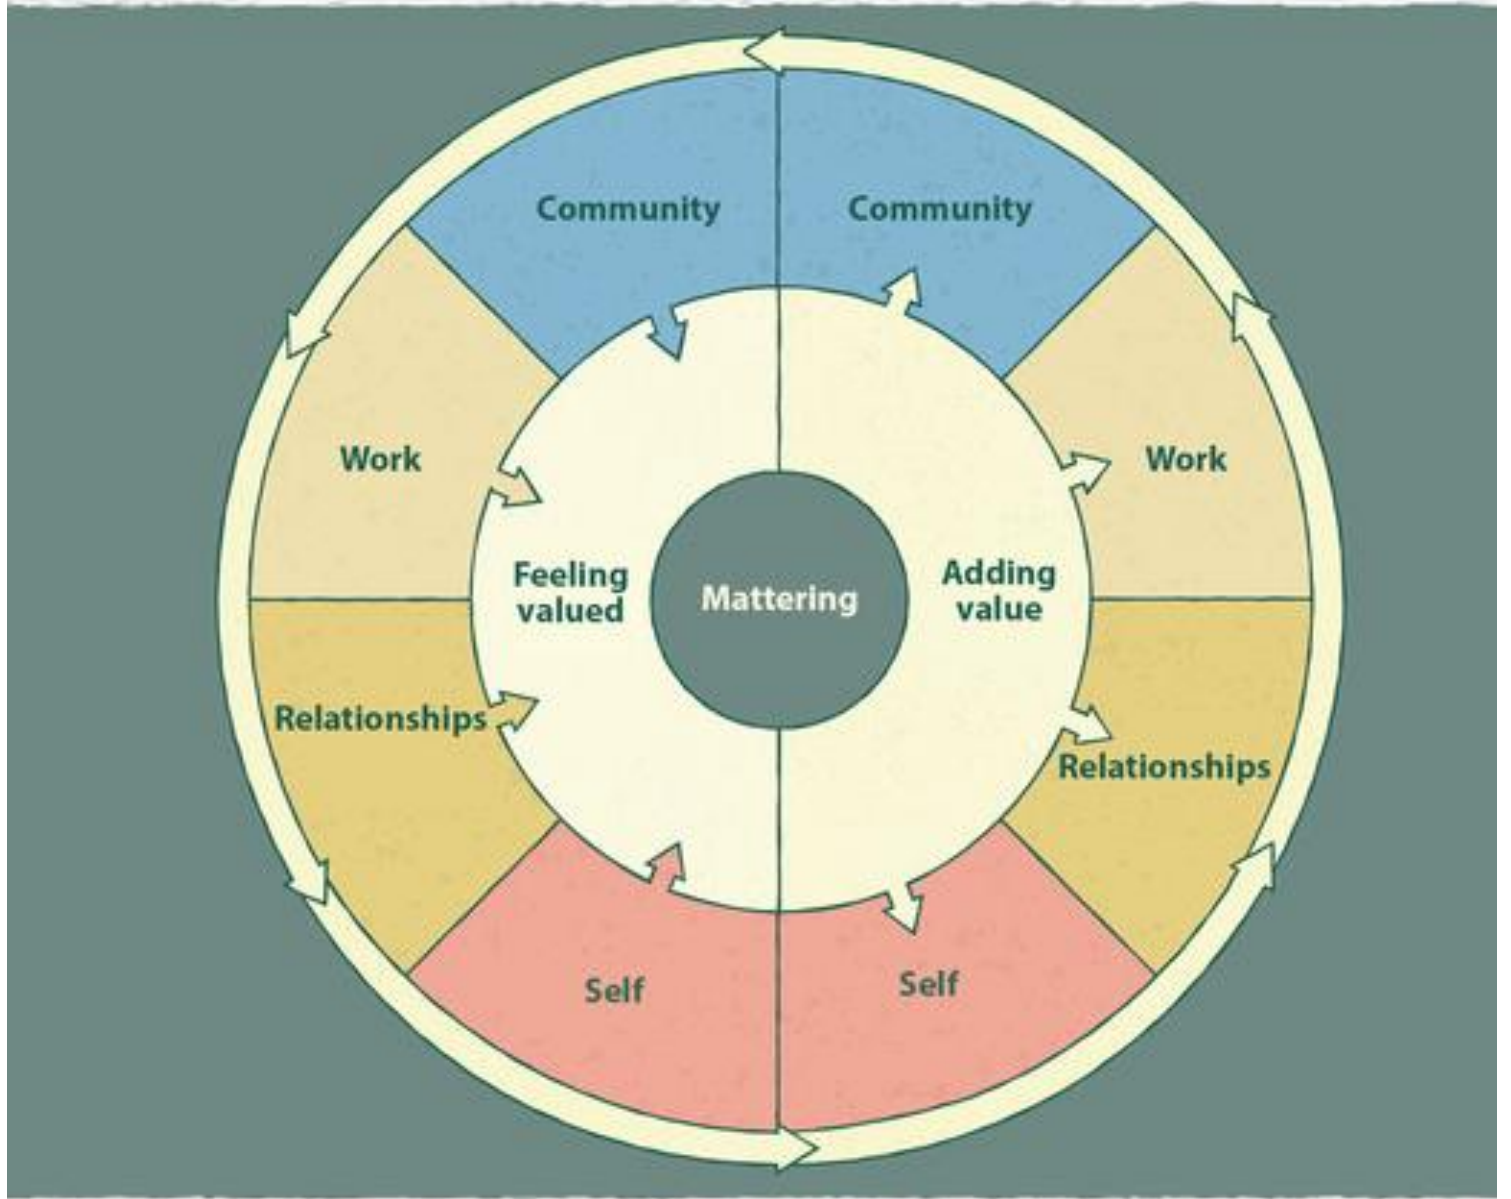 Community
Community
Work
Work
Feeling
valued
Mattering
Adding
value
Relationships
Relationships
Self
Self